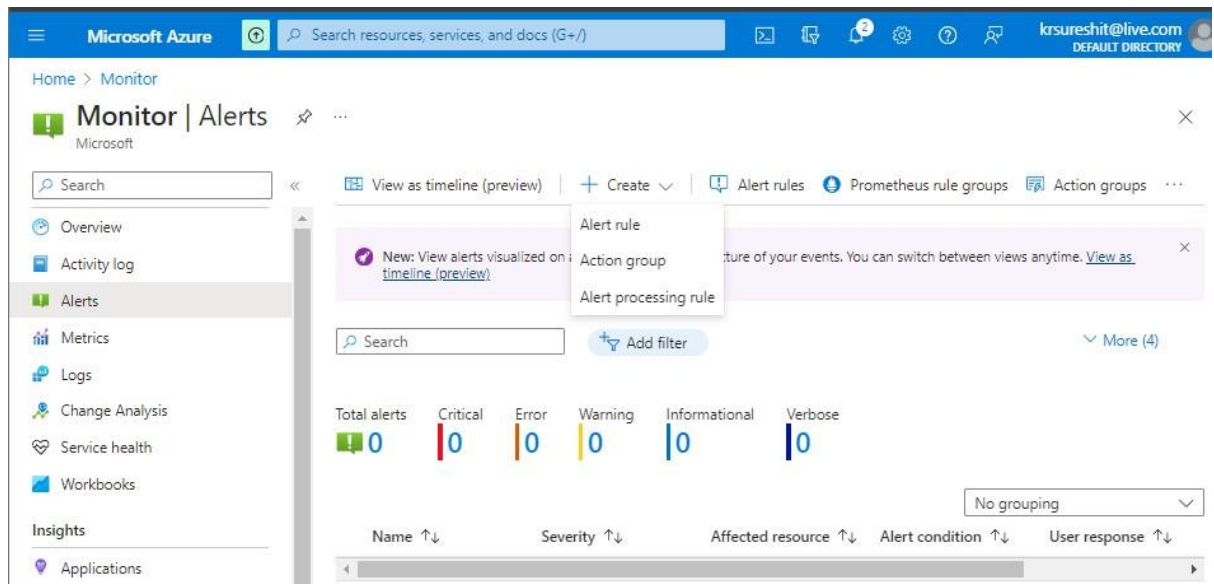 Microsoft Azure
Search resources, services, and docs (G+/)
2
krsureshit@live.com
DEFAULT DIRECTORY
Home > Monitor
Monitor | Alerts
Microsoft
Search
View as timeline (preview)
Create
Alert rules
Prometheus rule groups
Action groups
Overview
Activity log
Alerts
Metrics
Logs
Change Analysis
Service health
Workbooks
Insights
Applications
Alert rule
Action group
Alert processing rule
New: View alerts visualized on ture of your events. You can switch between views anytime. View as
timeline (preview)
Search
Add filter
More (4)
Total alerts Critical Error Warning Informational Verbose
0 0 0 0 0 0
No grouping
Name Severity Affected resource Alert condition User response